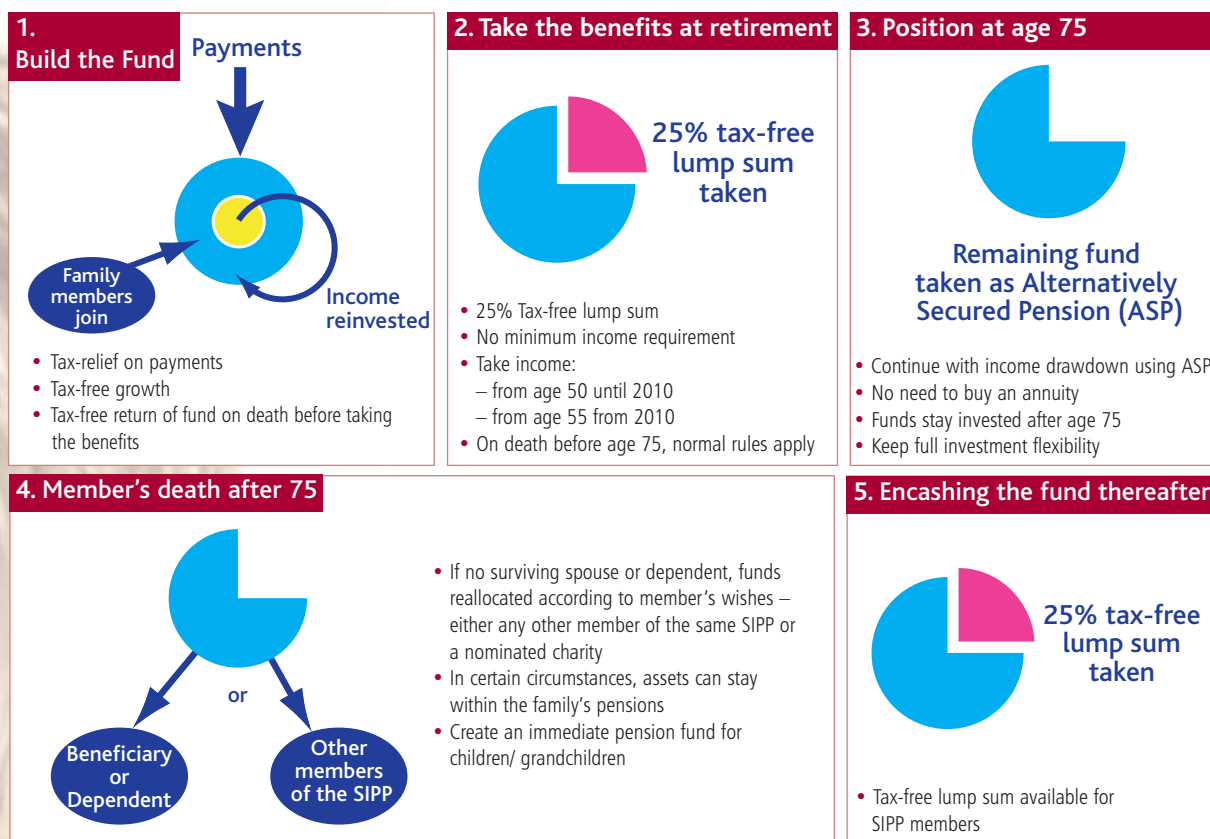 1.
Build the Fund
Payments
Family
members
join
Income
reinvested
• Tax-relief on payments
• Tax-free growth
• Tax-free return of fund on death before taking
the benefits
2. Take the benefits at retirement
25% tax-free
lump sum
taken
• 25% Tax-free lump sum
• No minimum income requirement
• Take income:
– from age 50 until 2010
– from age 55 from 2010
• On death before age 75, normal rules apply
3. Position at age 75
Remaining fund
taken as Alternatively
Secured Pension (ASP)
• Continue with income drawdown using ASP
• No need to buy an annuity
• Funds stay invested after age 75
• Keep full investment flexibility
4. Member's death after 75
or
Beneficiary
or
Dependent
Other
members
of the SIPP
• If no surviving spouse or dependent, funds
reallocated according to member's wishes –
either any other member of the same SIPP or
a nominated charity
• In certain circumstances, assets can stay
within the family's pensions
• Create an immediate pension fund for
children/ grandchildren
5. Encashing the fund thereafter
25% tax-free
lump sum
taken
• Tax-free lump sum available for
SIPP members